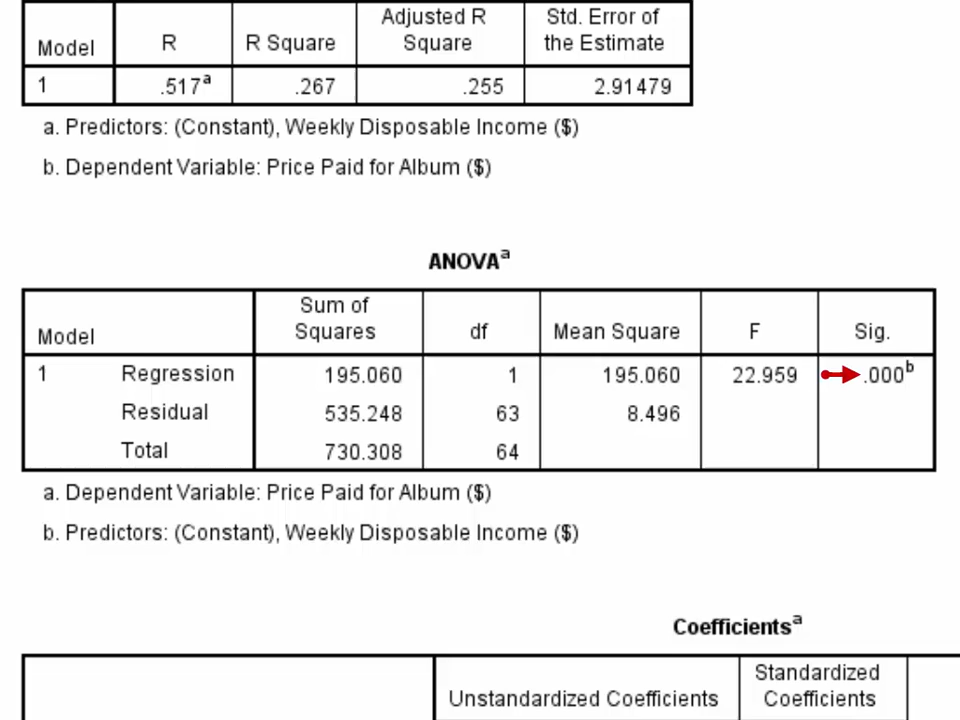 Model R R Square Adjusted R Square Std. Error of the Estimate
1 .517a .267 .255 2.91479
a. Predictors: (Constant), Weekly Disposable Income ($)
b. Dependent Variable: Price Paid for Album ($)
ANOVAa
Model Sum of Squares df Mean Square F Sig.
1 Regression 195.060 1 195.060 22.959 .000b
Residual 535.248 63 8.496
Total 730.308 64
a. Dependent Variable: Price Paid for Album ($)
b. Predictors: (Constant), Weekly Disposable Income ($)
Coefficientsa
Unstandardized Coefficients Standardized Coefficients